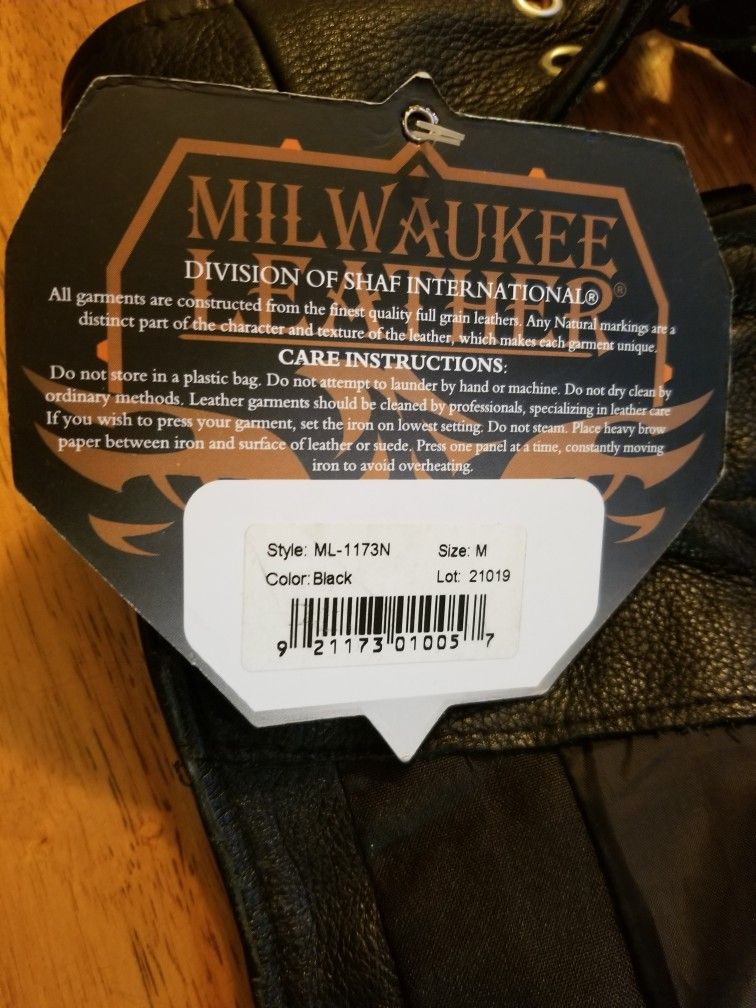 MILWAUKEE
LEATHER®
DIVISION OF SHAF INTERNATIONAL®
All garments are constructed from the finest quality full grain leathers. Any Natural markings are a
distinct part of the character and texture of the leather, which makes each garment unique.
CARE INSTRUCTIONS:
Do not store in a plastic bag. Do not attempt to launder by hand or machine. Do not dry clean by
ordinary methods. Leather garments should be cleaned by professionals, specializing in leather care
If you wish to press your garment, set the iron on lowest setting. Do not steam. Place heavy brow
paper between iron and surface of leather or suede. Press one panel at a time, constantly moving
iron to avoid overheating.
Style: ML-1173N Size: M
Color: Black Lot: 21019
9 21173 01005 7